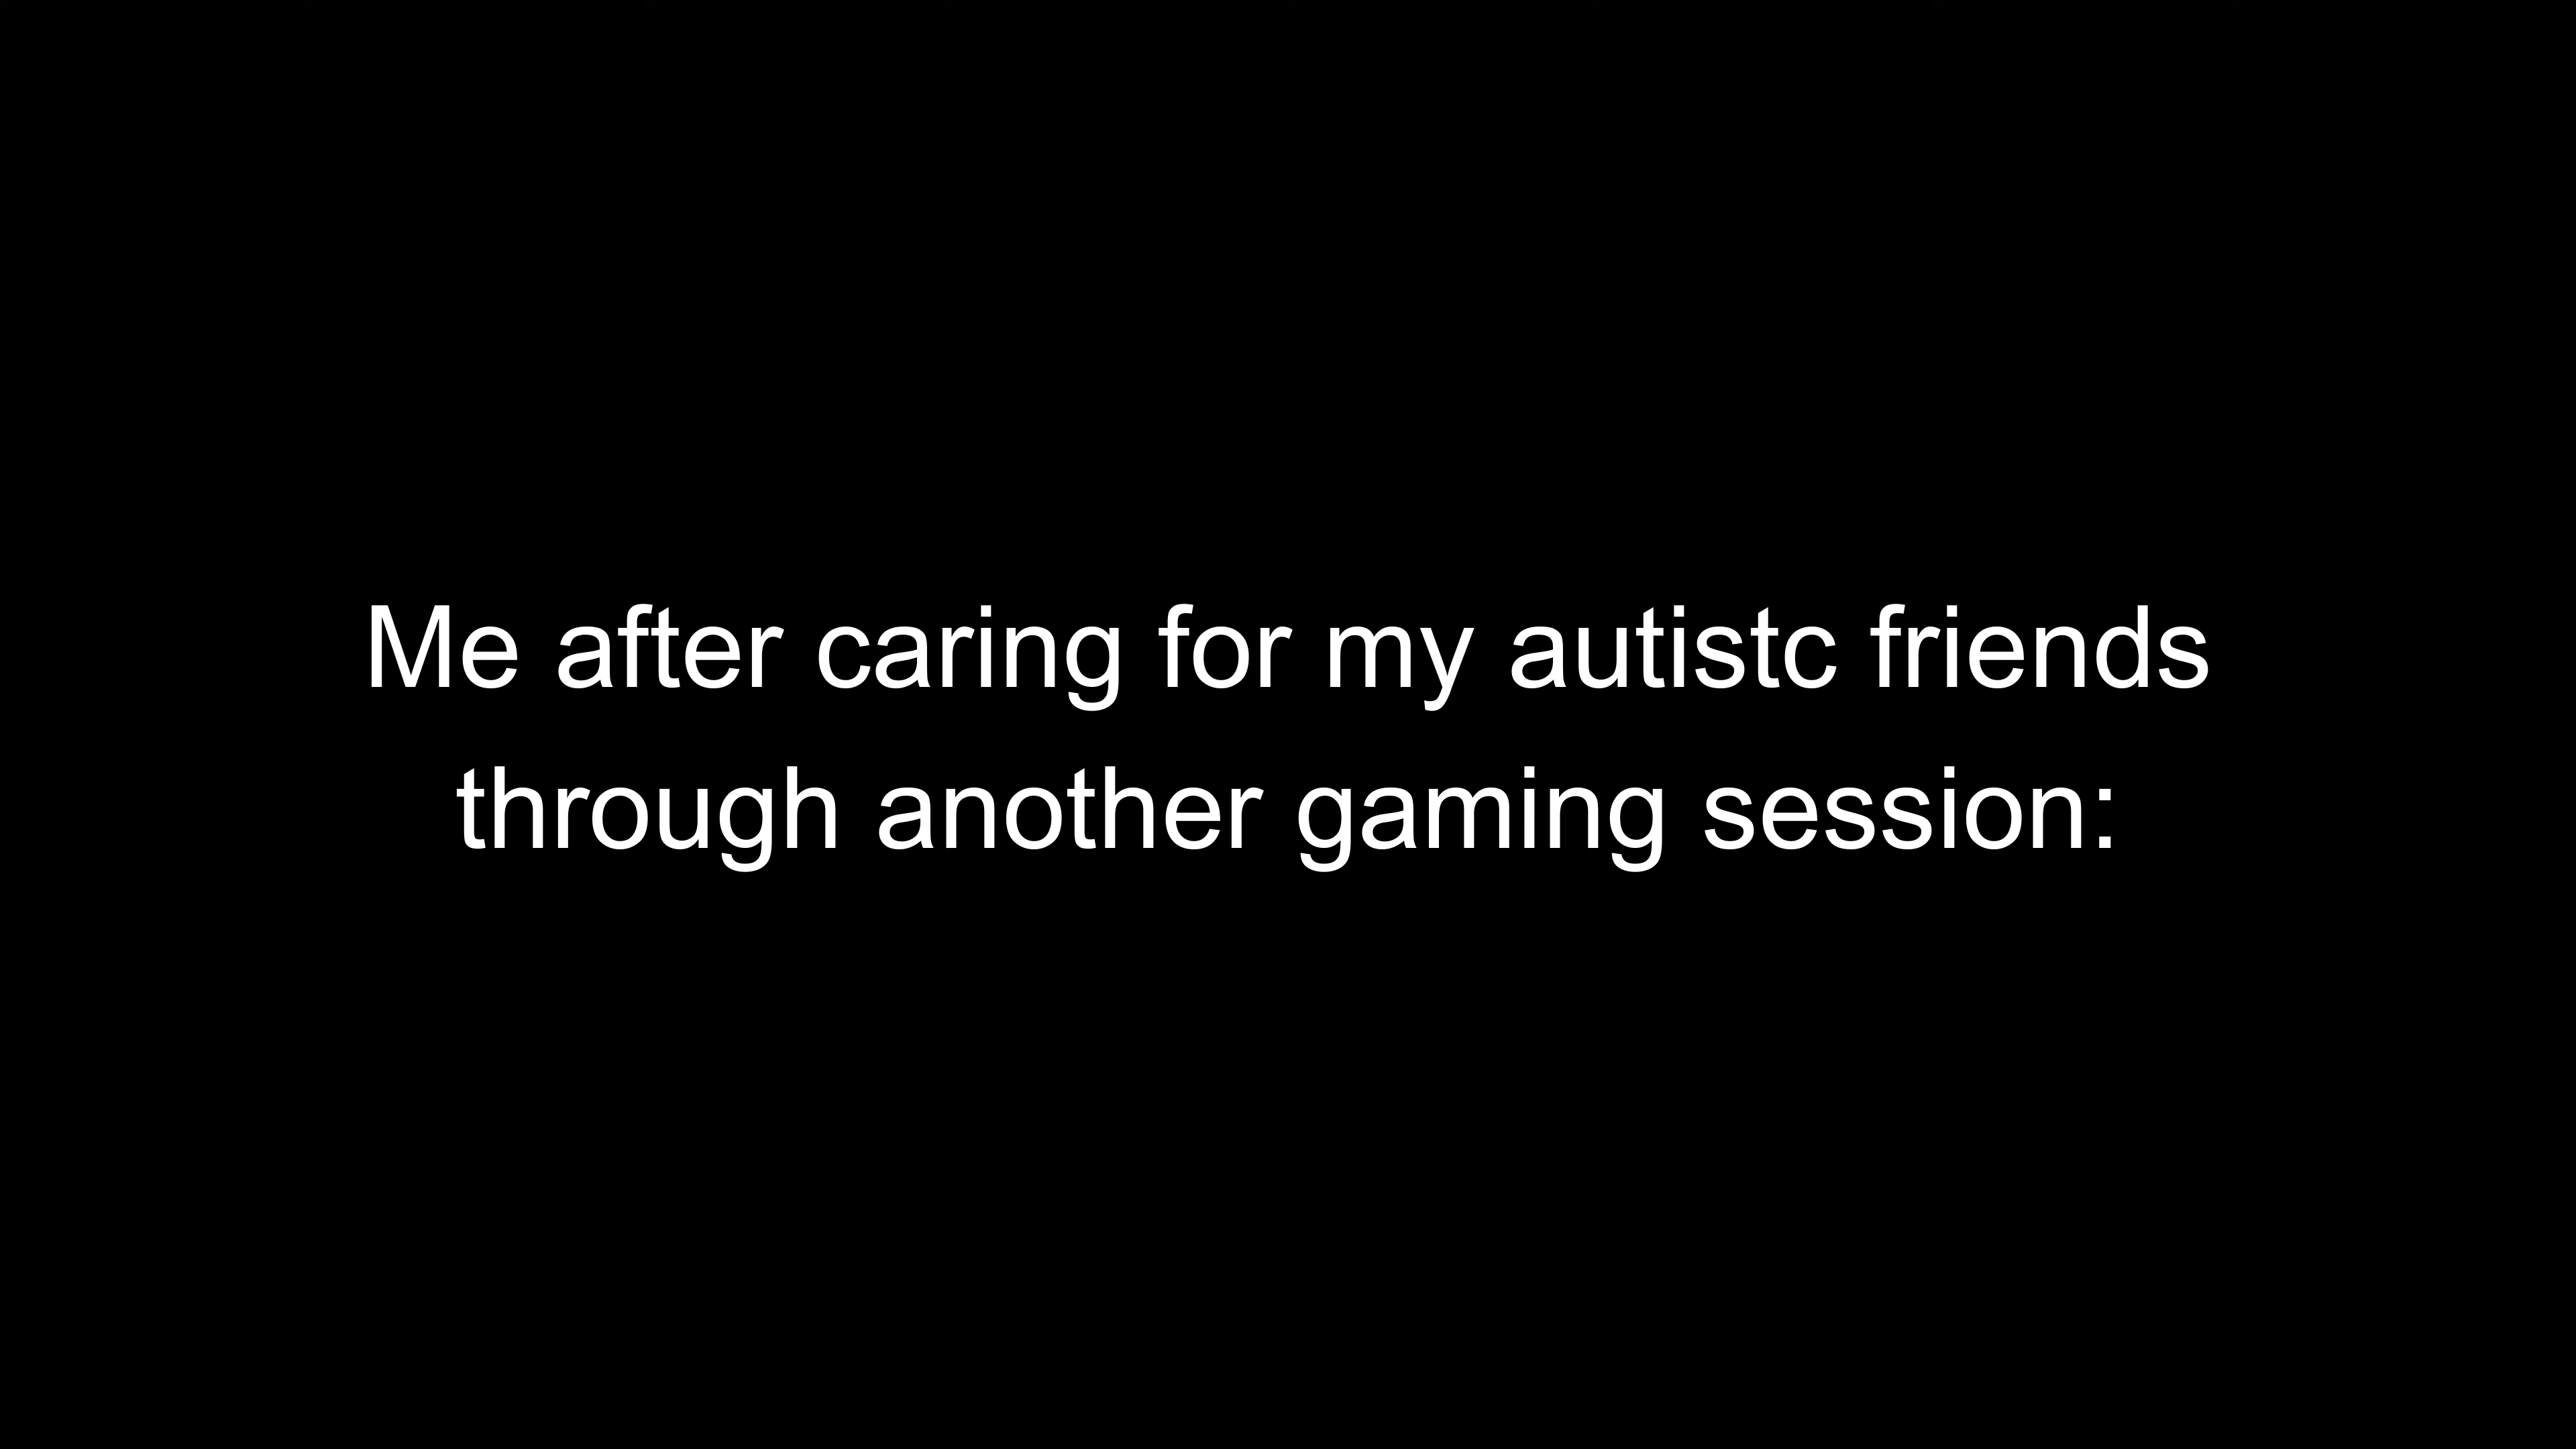 Me after caring for my autistc friends
through another gaming session: